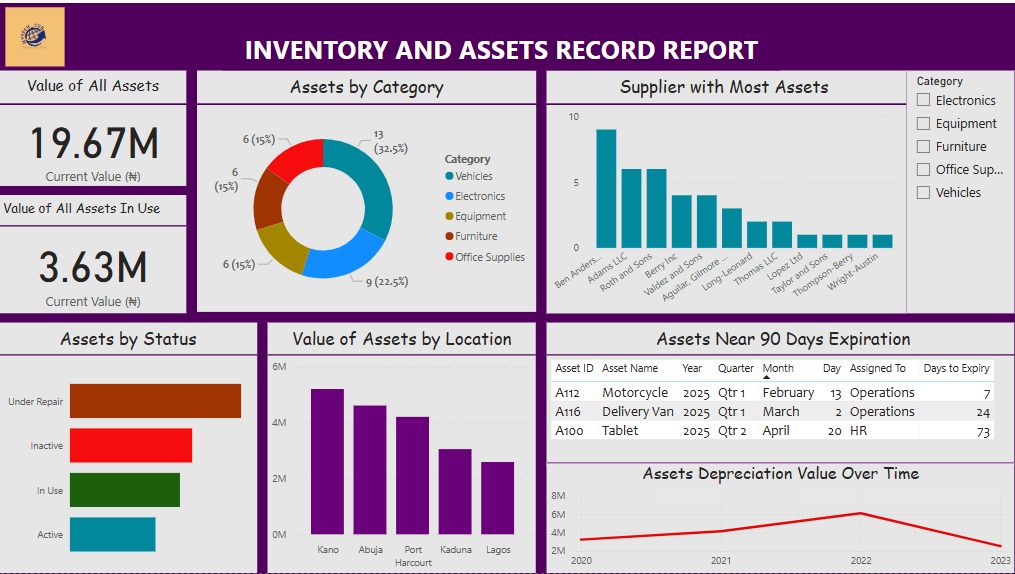 INVENTORY AND ASSETS RECORD REPORT
Value of All Assets
19.67M
Current Value (₦)
Value of All Assets In Use
3.63M
Current Value (₦)
Assets by Category
13
(32.5%)
9 (22.5%)
6 (15%)
6
(15%)
6 (15%)
Category
Vehicles
Electronics
Equipment
Furniture
Office Supplies
Supplier with Most Assets
10
5
0
Ben Anders...
Adams LLC
Roth and Sons
Berry Inc
Valdez and Sons
Aguilar, Gilmore ...
Long-Leonard
Thomas LLC
Lopez Ltd
Taylor and Sons
Thompson-Berry
Wright-Austin
Category
Electronics
Equipment
Furniture
Office Sup...
Vehicles
Assets by Status
Under Repair
Inactive
In Use
Active
Value of Assets by Location
6M
4M
2M
0M
Kano
Abuja
Port
Harcourt
Kaduna
Lagos
Assets Near 90 Days Expiration
Asset ID Asset Name Year Quarter Month Day Assigned To Days to Expiry
A112 Motorcycle 2025 Qtr 1 February 13 Operations 7
A116 Delivery Van 2025 Qtr 1 March 2 Operations 24
A100 Tablet 2025 Qtr 2 April 20 HR 73
Assets Depreciation Value Over Time
8M
6M
4M
2M
2020 2021 2022 2023